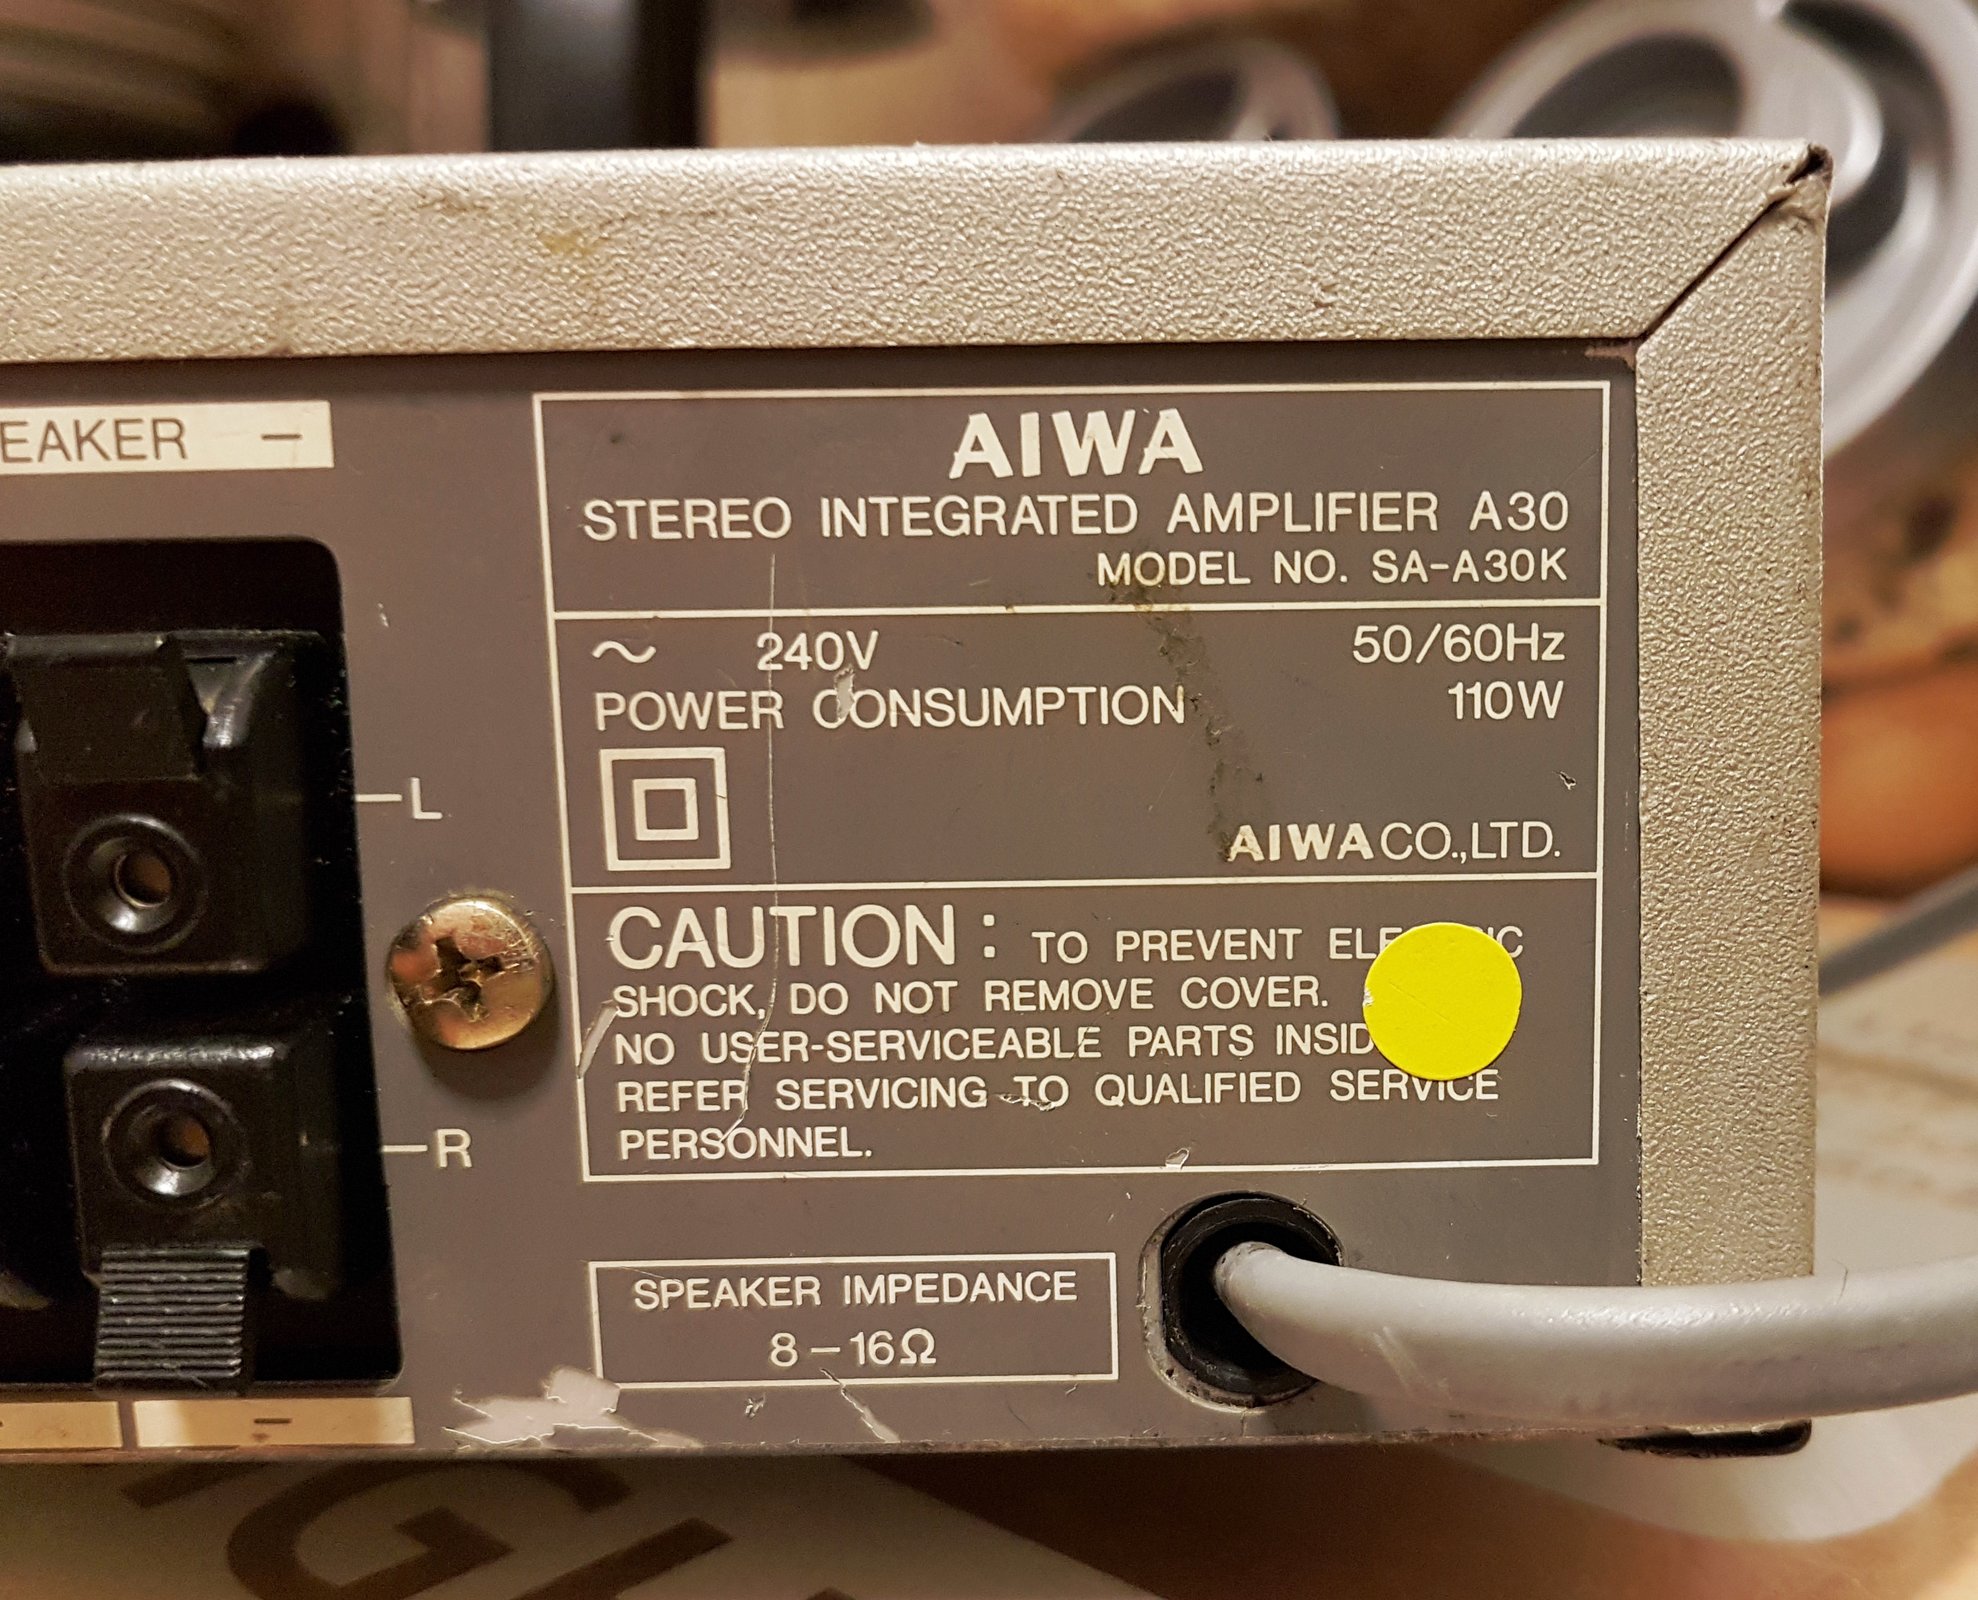 EAKER –
AIWA
STEREO INTEGRATED AMPLIFIER A30
MODEL NO. SA-A30K
~ 240V 50/60Hz
POWER CONSUMPTION 110W
L
AIWA CO.,LTD.
CAUTION : TO PREVENT
SHOCK, DO NOT REMOVE COVER.
NO USER-SERVICEABLE PARTS
REFER SERVICING TO QUALIFIED SERVICE
PERSONNEL.
R
SPEAKER IMPEDANCE
8–16Ω
–